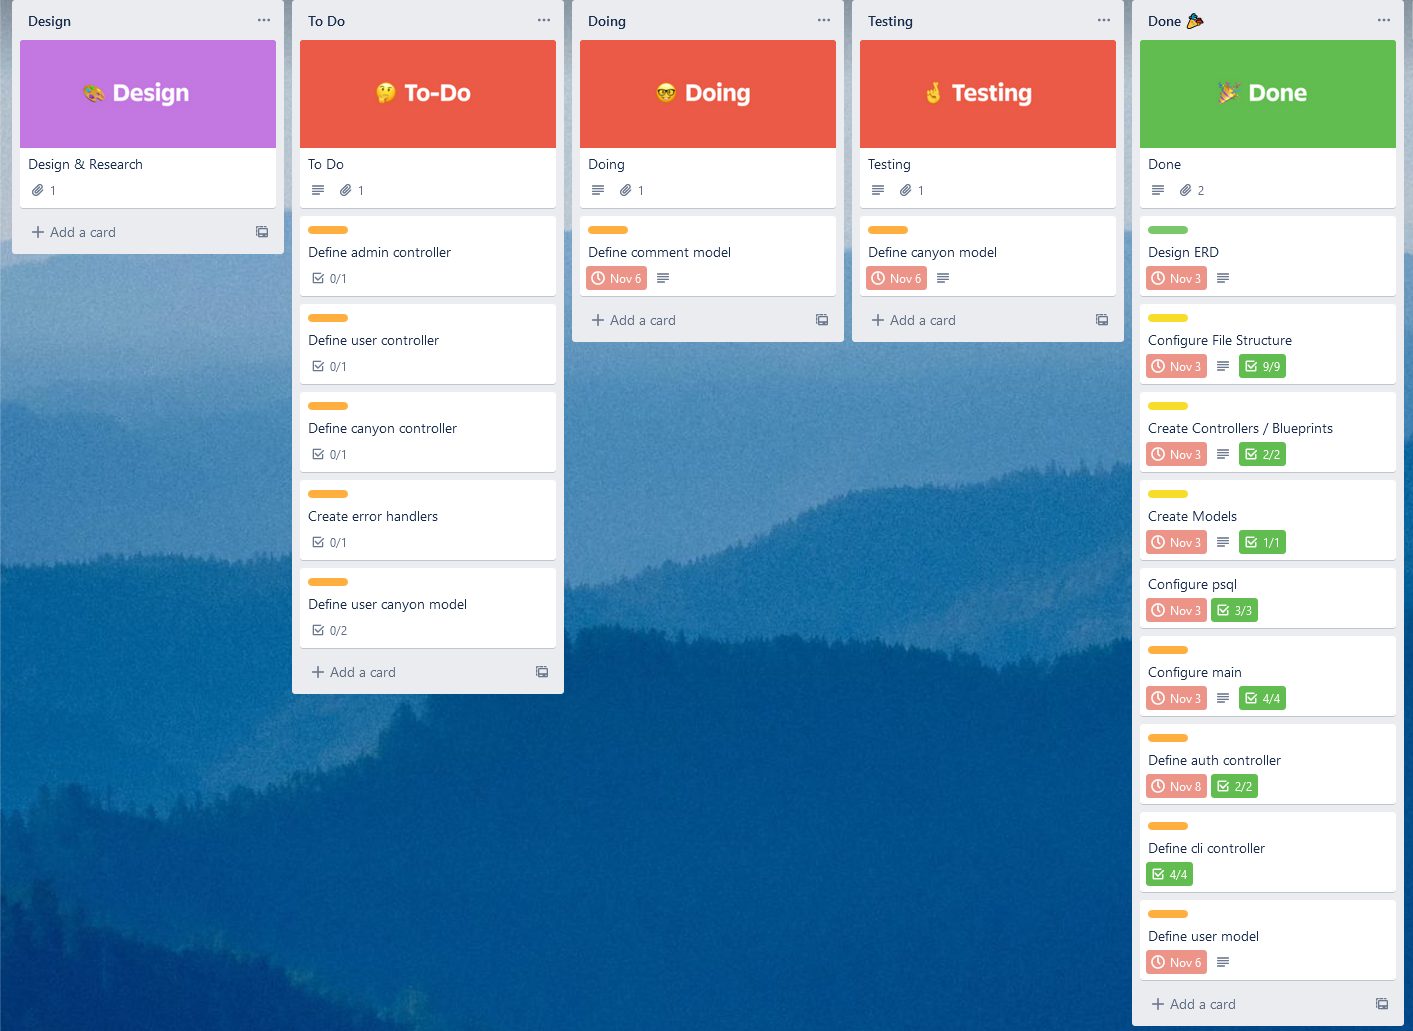 Design
🎨 Design
Design & Research
1
Add a card
To Do
🤔 To-Do
To Do
1
Define admin controller
0/1
Define user controller
0/1
Define canyon controller
0/1
Create error handlers
0/1
Define user canyon model
0/2
Add a card
Doing
🤓 Doing
Doing
1
Define comment model
Nov 6
Add a card
Testing
🤞 Testing
Testing
1
Define canyon model
Nov 6
Add a card
Done 🎉
🎉 Done
Done
2
Design ERD
Nov 3
Configure File Structure
Nov 3 9/9
Create Controllers / Blueprints
Nov 3 2/2
Create Models
Nov 3 1/1
Configure psql
Nov 3 3/3
Configure main
Nov 3 4/4
Define auth controller
Nov 8 2/2
Define cli controller
4/4
Define user model
Nov 6
Add a card